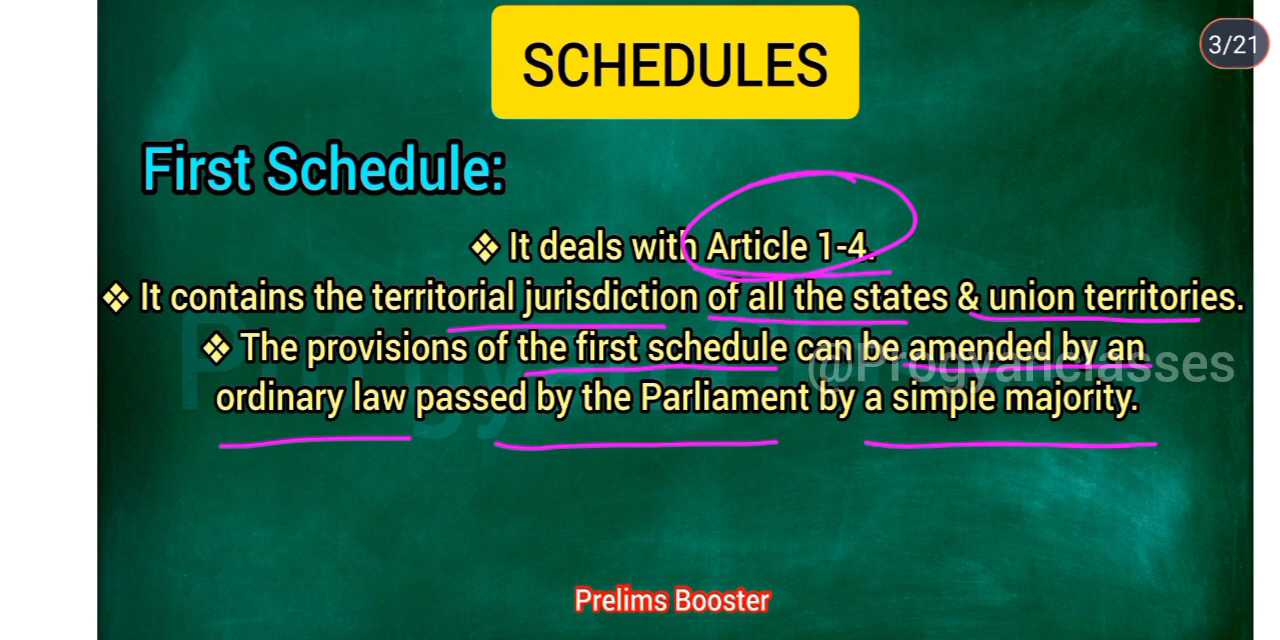 3/21
SCHEDULES
First Schedule:
❖ It deals with Article 1-4.
❖ It contains the territorial jurisdiction of all the states & union territories.
❖ The provisions of the first schedule can be amended by an
@Progyanclasses
ordinary law passed by the Parliament by a simple majority.
Prelims Booster